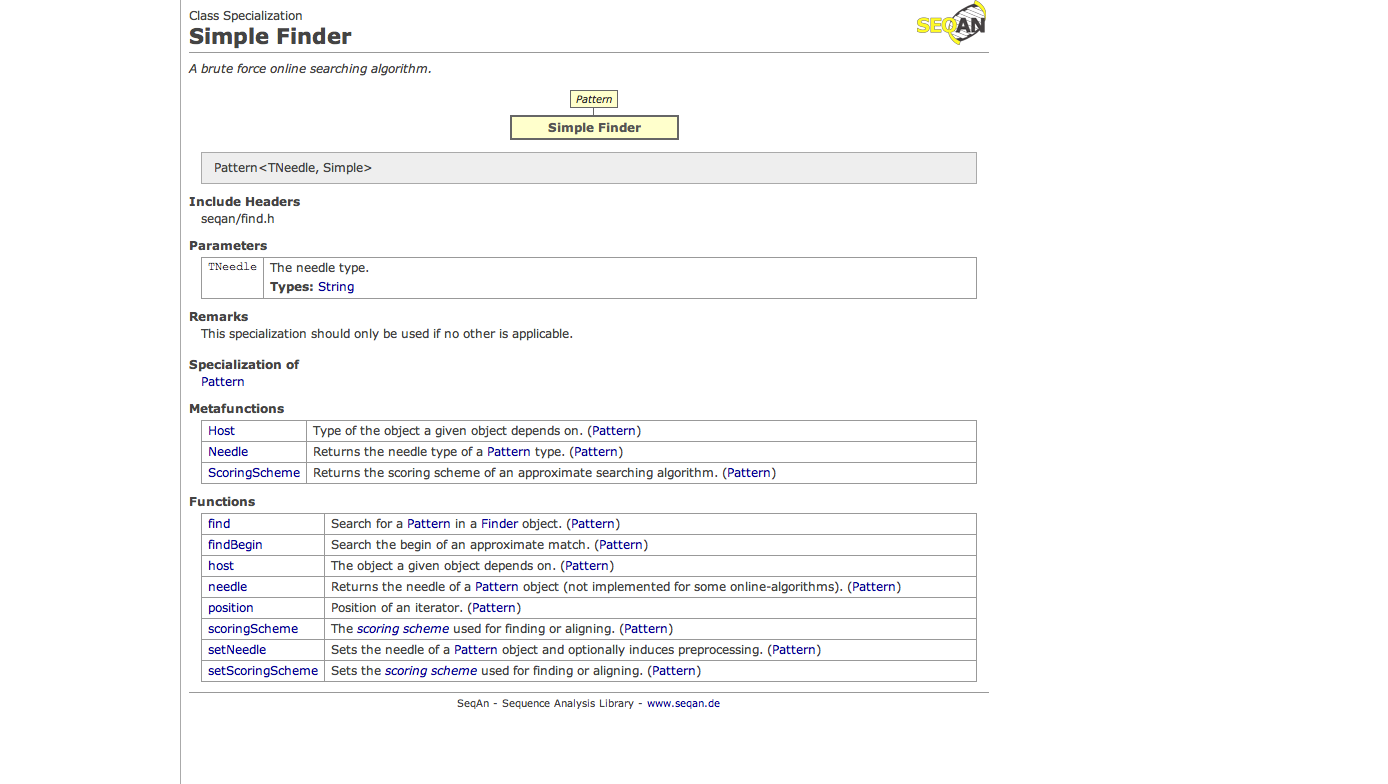 Class Specialization
SEQAN
Simple Finder
A brute force online searching algorithm.
Pattern
Simple Finder
Pattern<TNeedle, Simple>
Include Headers
seqan/find.h
Parameters
TNeedle The needle type.
Types: String
Remarks
This specialization should only be used if no other is applicable.
Specialization of
Pattern
Metafunctions
Host Type of the object a given object depends on. (Pattern)
Needle Returns the needle type of a Pattern type. (Pattern)
ScoringScheme Returns the scoring scheme of an approximate searching algorithm. (Pattern)
Functions
find Search for a Pattern in a Finder object. (Pattern)
findBegin Search the begin of an approximate match. (Pattern)
host The object a given object depends on. (Pattern)
needle Returns the needle of a Pattern object (not implemented for some online-algorithms). (Pattern)
position Position of an iterator. (Pattern)
scoringScheme The scoring scheme used for finding or aligning. (Pattern)
setNeedle Sets the needle of a Pattern object and optionally induces preprocessing. (Pattern)
setScoringScheme Sets the scoring scheme used for finding or aligning. (Pattern)
SeqAn - Sequence Analysis Library - www.seqan.de